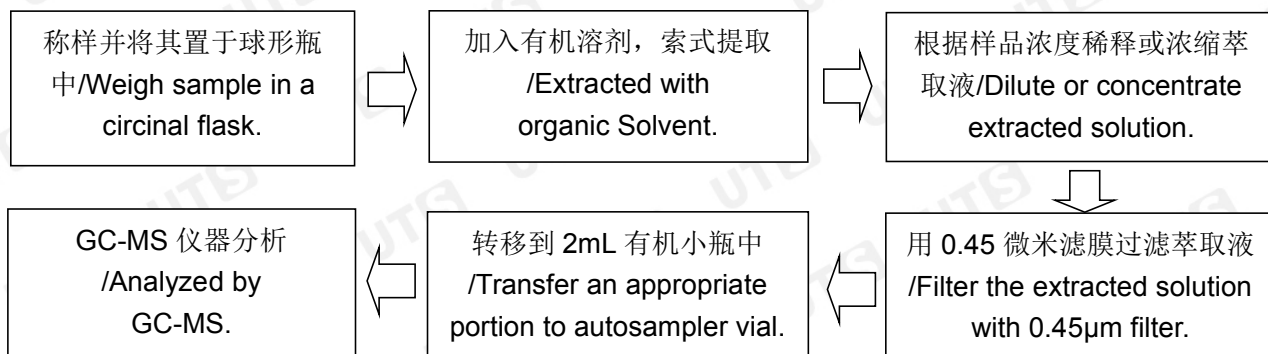 称样并将其置于球形瓶
中/Weigh sample in a
circinal flask.
加入有机溶剂，索式提取
/Extracted with
organic Solvent.
根据样品浓度稀释或浓缩萃
取液/Dilute or concentrate
extracted solution.
用 0.45 微米滤膜过滤萃取液
/Filter the extracted solution
with 0.45µm filter.
转移到 2mL 有机小瓶中
/Transfer an appropriate
portion to autosampler vial.
GC-MS 仪器分析
/Analyzed by
GC-MS.